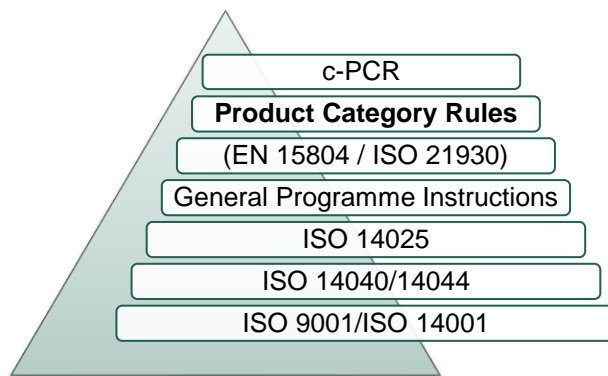 c-PCR
Product Category Rules
(EN 15804 / ISO 21930)
General Programme Instructions
ISO 14025
ISO 14040/14044
ISO 9001/ISO 14001